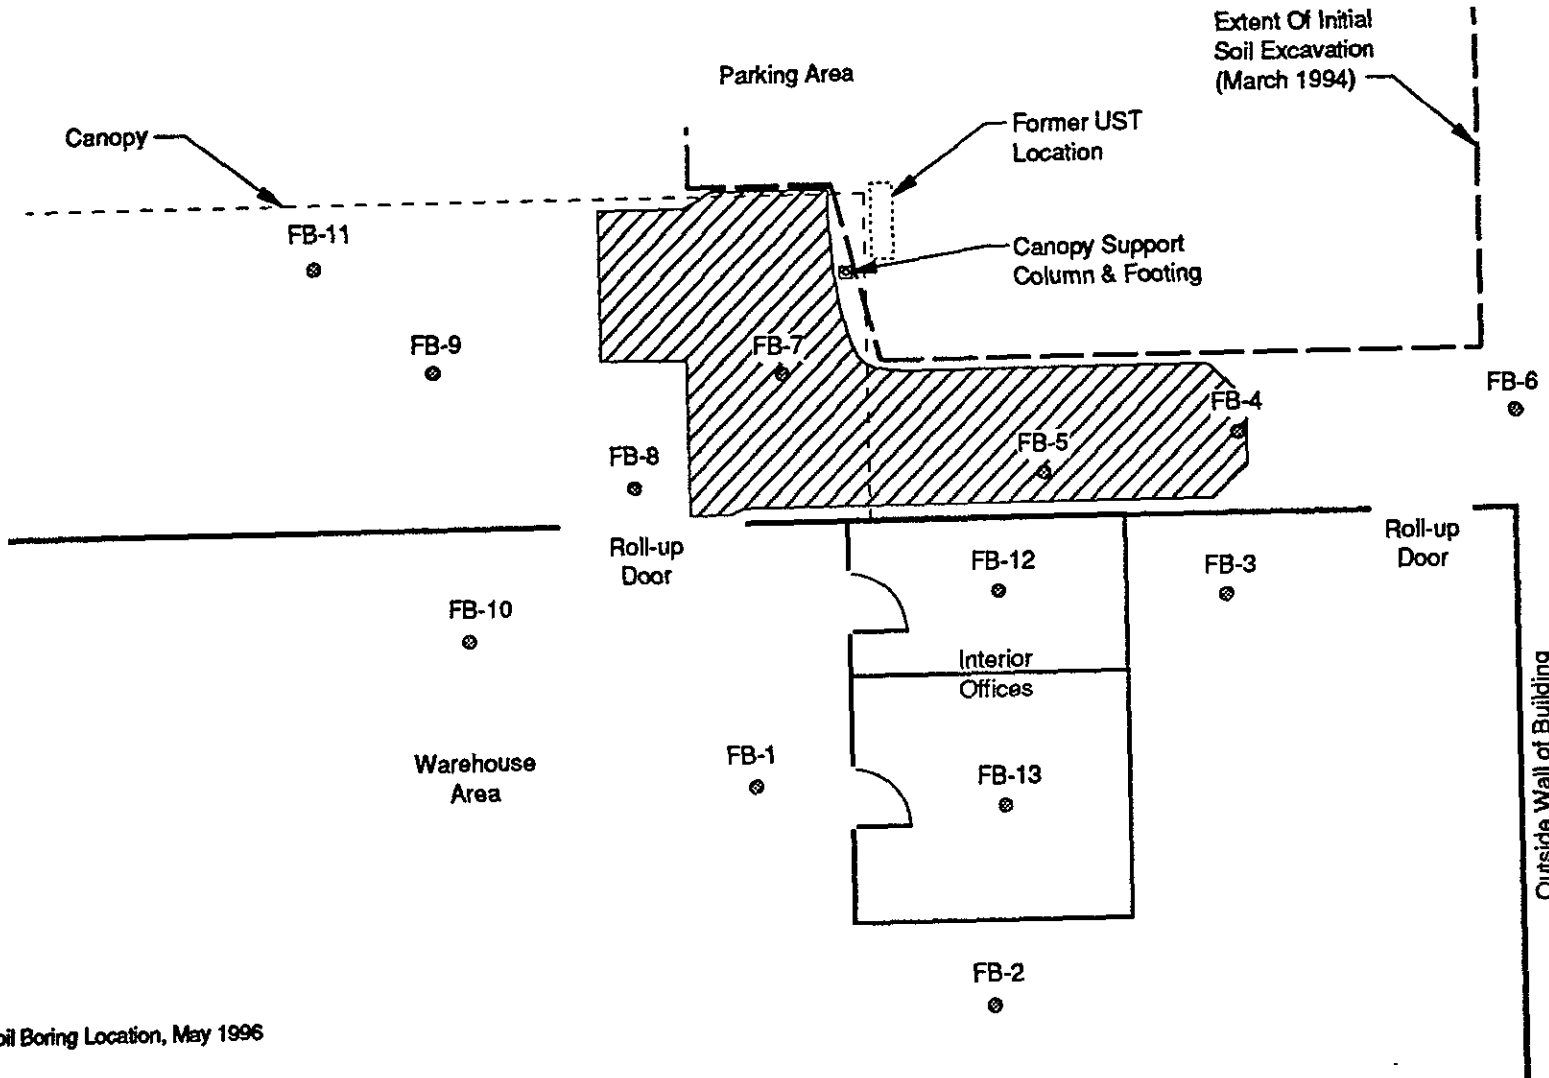 Extent Of Initial
Soil Excavation
(March 1994)
Parking Area
Canopy
Former UST
Location
FB-11
Canopy Support
Column & Footing
FB-9
FB-7
FB-6
FB-4
FB-8
FB-5
Roll-up
Door
Roll-up
Door
FB-12
FB-3
FB-10
Interior
Offices
Outside Wall of Building
Warehouse
Area
FB-1
FB-13
FB-2
oil Boring Location, May 1996